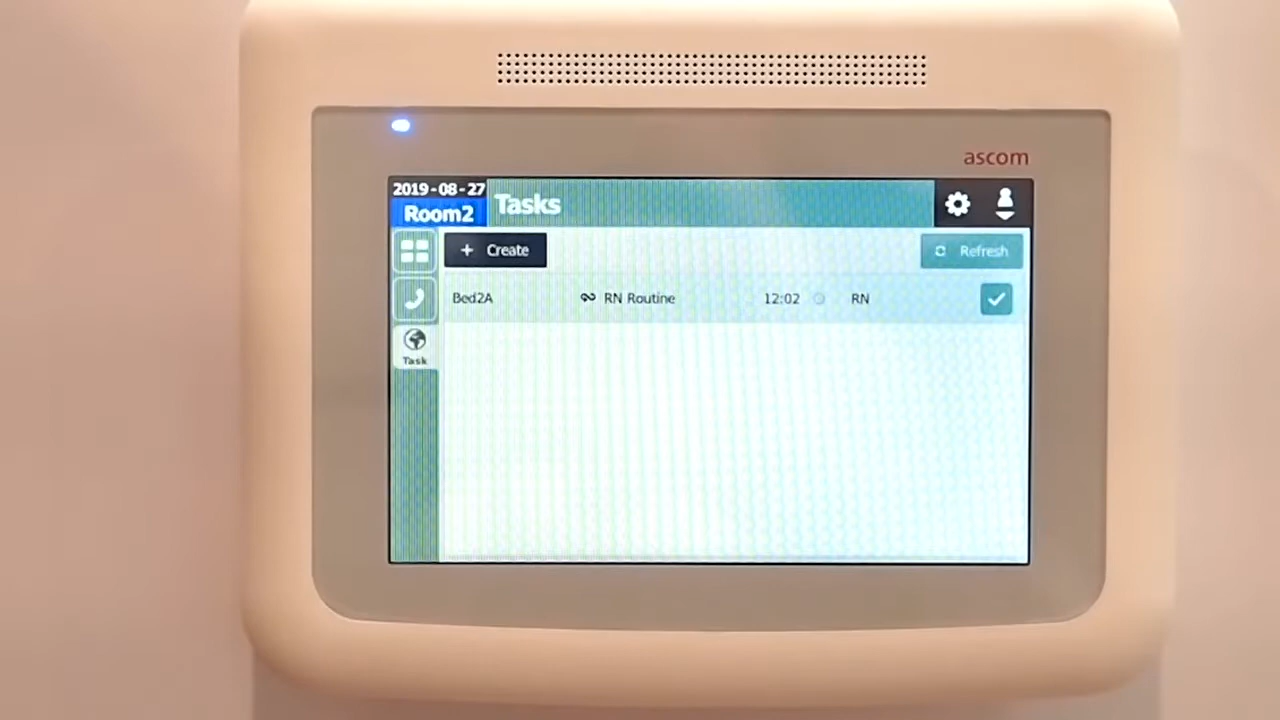 ascom
2019-08-27
Room2
Tasks
+ Create
Refresh
Bed2A RN Routine 12:02 RN
Task